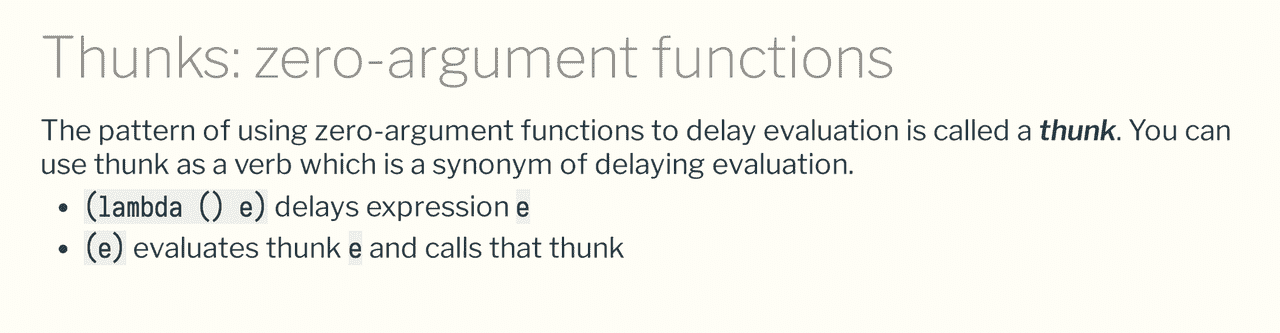 Thunks: zero-argument functions
The pattern of using zero-argument functions to delay evaluation is called a thunk. You can
use thunk as a verb which is a synonym of delaying evaluation.
• (lambda () e) delays expression e
• (e) evaluates thunk e and calls that thunk